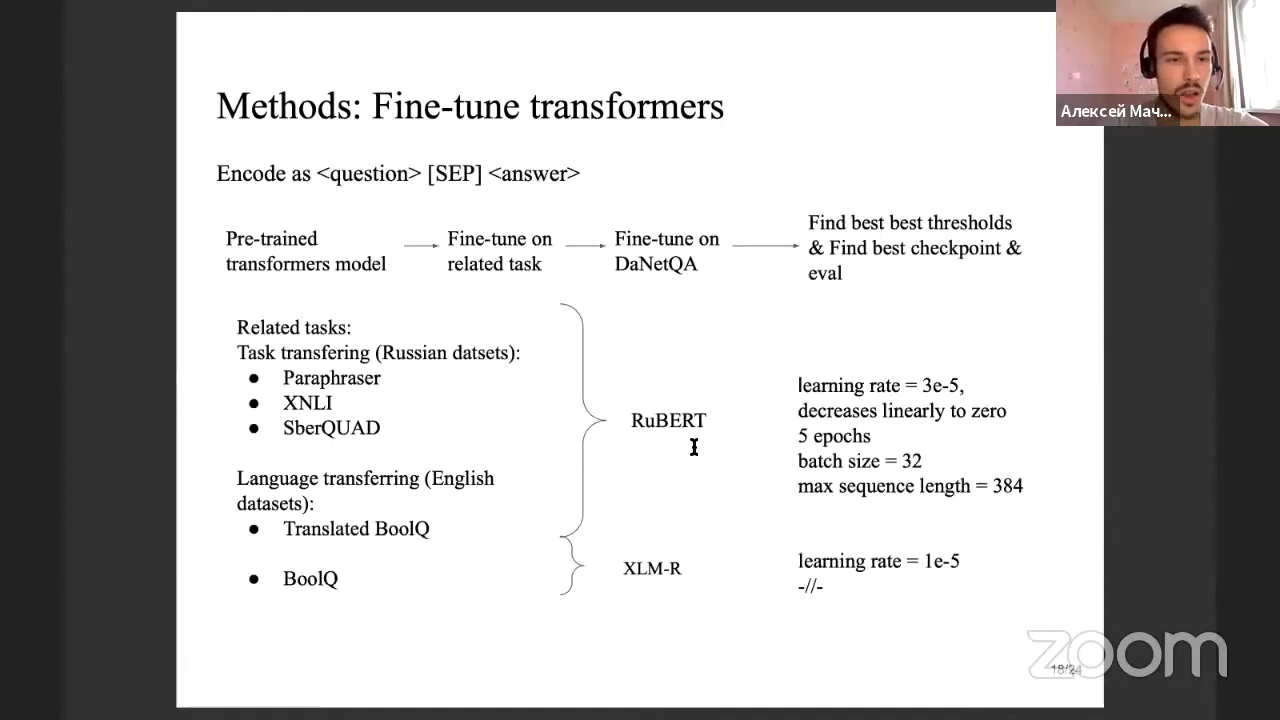 Methods: Fine-tune transformers
Алексей Мач...
Encode as <question> [SEP] <answer>
Pre-trained
transformers model
Fine-tune on
related task
Fine-tune on
DaNetQA
Find best best thresholds
& Find best checkpoint &
eval
Related tasks:
Task transfering (Russian datsets):
● Paraphraser
● XNLI
● SberQUAD
Language transferring (English
datasets):
● Translated BoolQ
● BoolQ
RuBERT
XLM-R
learning rate = 3e-5,
decreases linearly to zero
5 epochs
batch size = 32
max sequence length = 384
learning rate = 1e-5
-//-
zoom
18/24